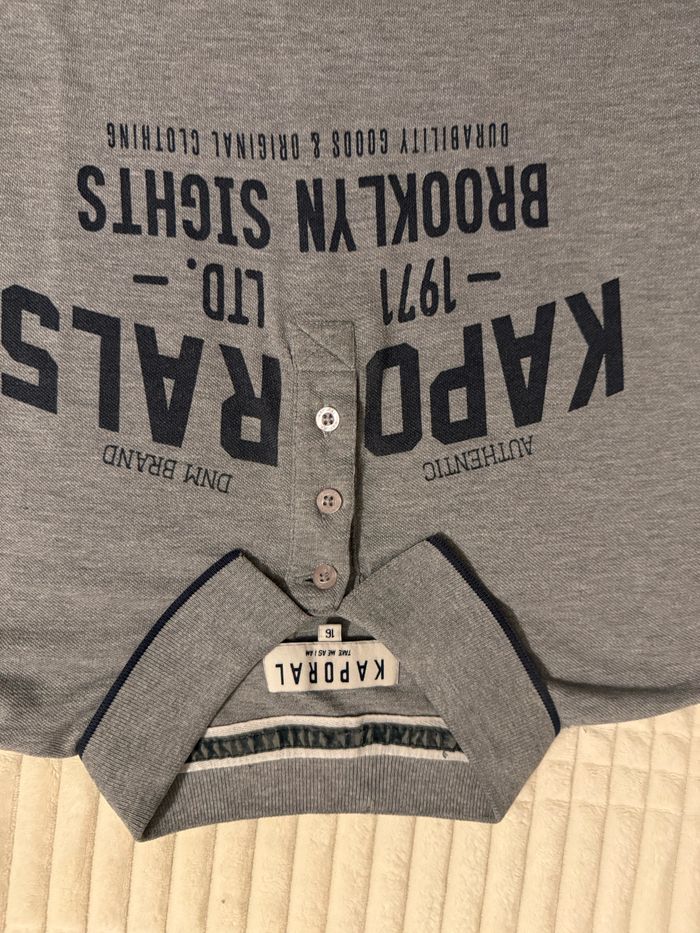 KAPORAL
TAKE ME AS I AM
16
AUTHENTIC DNM BRAND
KAPORALS
– 1971 LTD. –
BROOKLYN SIGHTS
DURABILITY GOODS & ORIGINAL CLOTHING